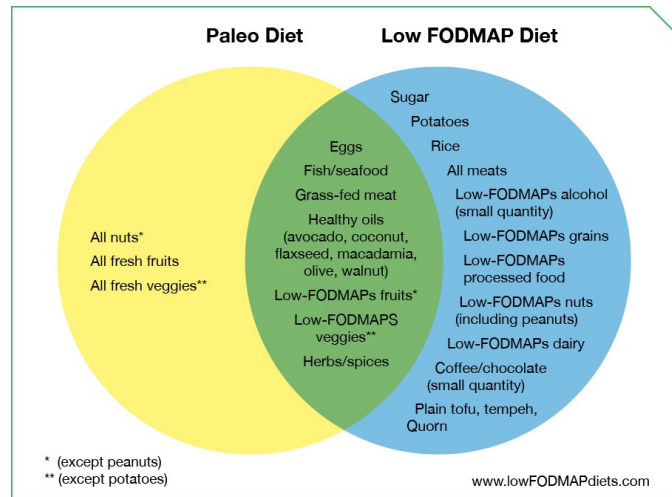 Paleo Diet
Low FODMAP Diet
All nuts*
All fresh fruits
All fresh veggies**
Eggs
Fish/seafood
Grass-fed meat
Healthy oils
(avocado, coconut,
flaxseed, macadamia,
olive, walnut)
Low-FODMAPs fruits*
Low-FODMAPS
veggies**
Herbs/spices
Sugar
Potatoes
Rice
All meats
Low-FODMAPs alcohol
(small quantity)
Low-FODMAPs grains
Low-FODMAPs
processed food
Low-FODMAPs nuts
(including peanuts)
Low-FODMAPs dairy
Coffee/chocolate
(small quantity)
Plain tofu, tempeh,
Quorn
* (except peanuts)
** (except potatoes)
www.lowFODMAPdiets.com